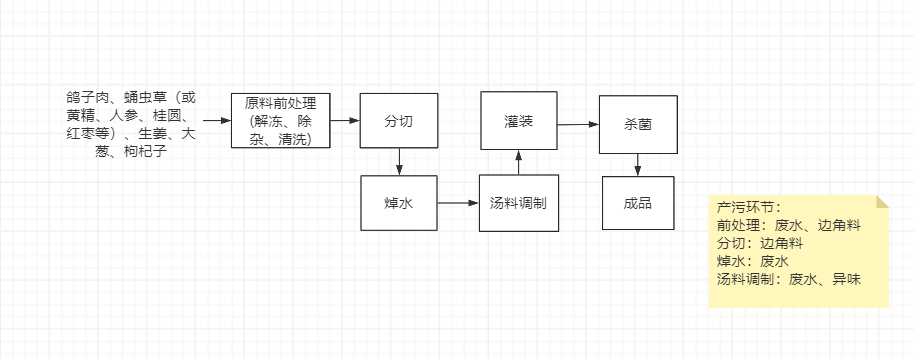 鸽子肉、蛹虫草（或
黄精、人参、桂圆、
红枣等）、生姜、大
葱、枸杞子
原料前处理
(解冻、除
杂、清洗)
分切
焯水
汤料调制
灌装
杀菌
成品
产污环节：
前处理：废水、边角料
分切：边角料
焯水：废水
汤料调制：废水、异味